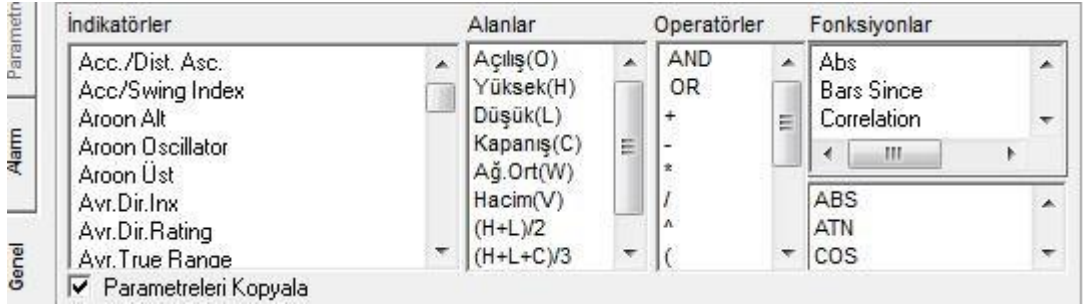 İndikatörler
Acc./Dist. Asc.
Acc/Swing Index
Aroon Alt
Aroon Oscillator
Aroon Üst
Avr.Dir.Inx
Avr.Dir.Rating
Avr.True Range
Alanlar
Açılış(O)
Yüksek(H)
Düşük(L)
Kapanış(C)
Ağ.Ort(W)
Hacim(V)
(H+L)/2
(H+L+C)/3
Operatörler
AND
OR
+
-
*
/
^
(
Fonksiyonlar
Abs
Bars Since
Correlation
ABS
ATN
COS
Parametreleri Kopyala
Parametr
Alarm
Genel